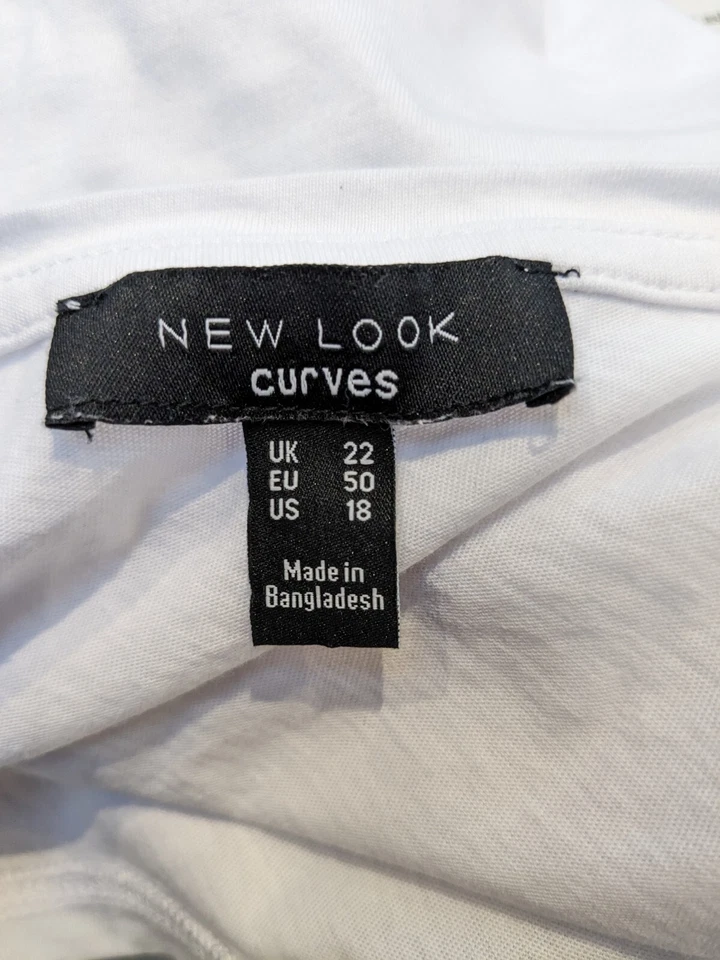 NEW LOOK
curves
UK 22
EU 50
US 18
Made in
Bangladesh